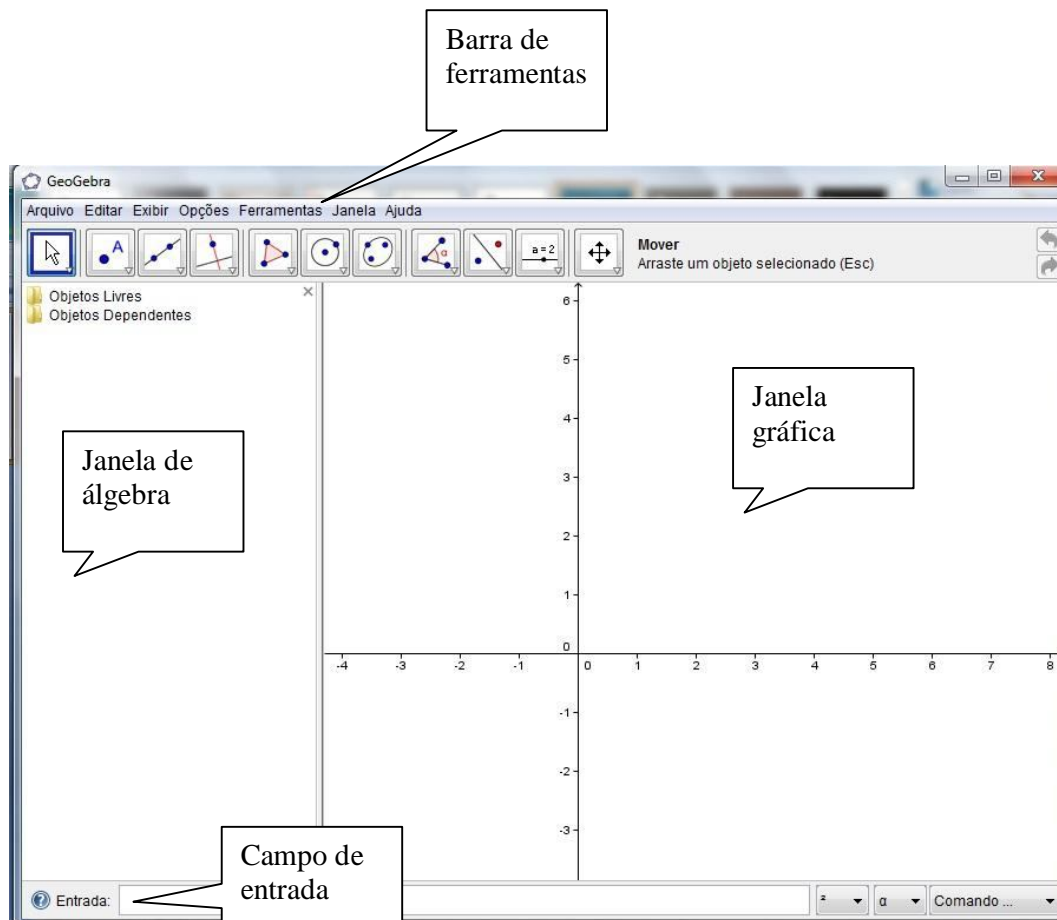 Barra de
ferramentas
GeoGebra
Arquivo Editar Exibir Opções Ferramentas Janela Ajuda
A
α
a = 2
Mover
Arraste um objeto selecionado (Esc)
Objetos Livres
Objetos Dependentes
6
5
4
3
2
1
0
-4 -3 -2 -1 0 1 2 3 4 5 6 7 8
-1
-2
-3
Janela
gráfica
Janela de
álgebra
Campo de
entrada
Entrada:
² α Comando ...